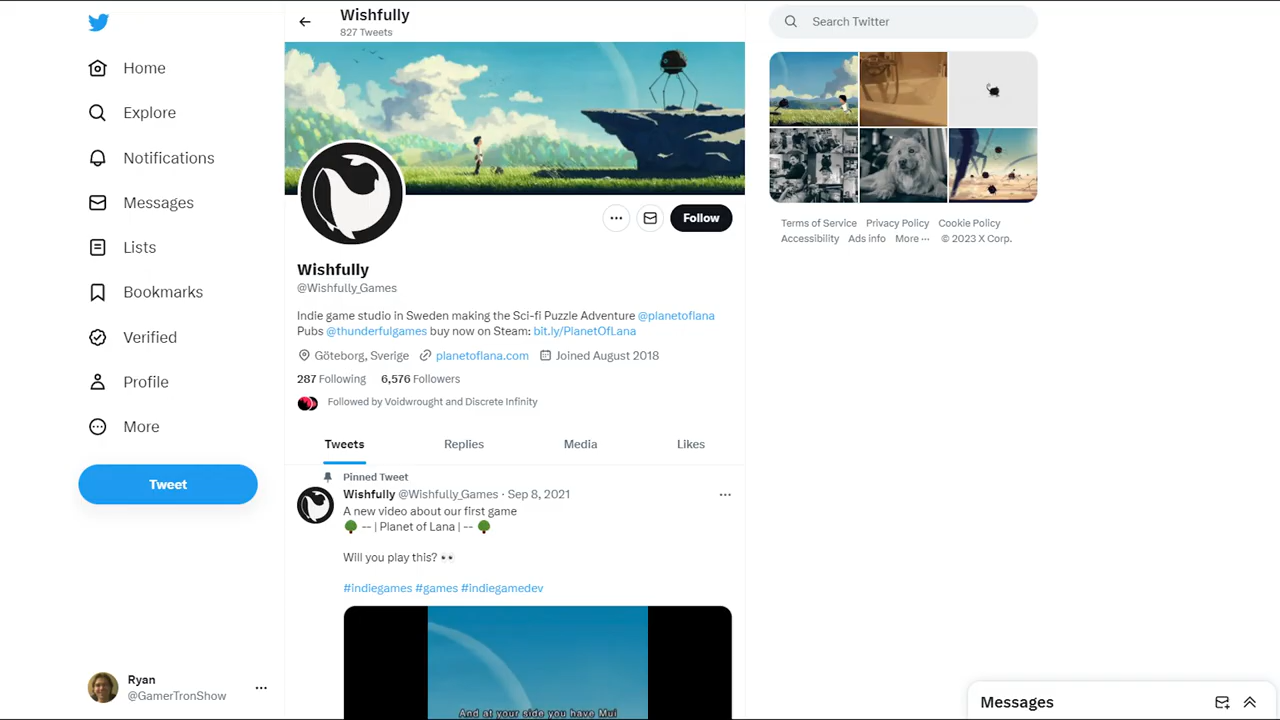 Wishfully
827 Tweets
Search Twitter
Home
Explore
Notifications
Messages
Lists
Bookmarks
Verified
Profile
More
Tweet
Ryan
@GamerTronShow
Follow
Wishfully
@Wishfully_Games
Indie game studio in Sweden making the Sci-fi Puzzle Adventure @planetoflana
Pubs @thunderfulgames buy now on Steam: bit.ly/PlanetOfLana
Göteborg, Sverige planetoflana.com Joined August 2018
287 Following 6,576 Followers
Followed by Voidwrought and Discrete Infinity
Tweets Replies Media Likes
Pinned Tweet
Wishfully @Wishfully_Games · Sep 8, 2021
A new video about our first game
🌳 -- | Planet of Lana | -- 🌳
Will you play this? 👀
#indiegames #games #indiegamedev
And at your side you have Mui
Terms of Service Privacy Policy Cookie Policy
Accessibility Ads info More ··· © 2023 X Corp.
Messages